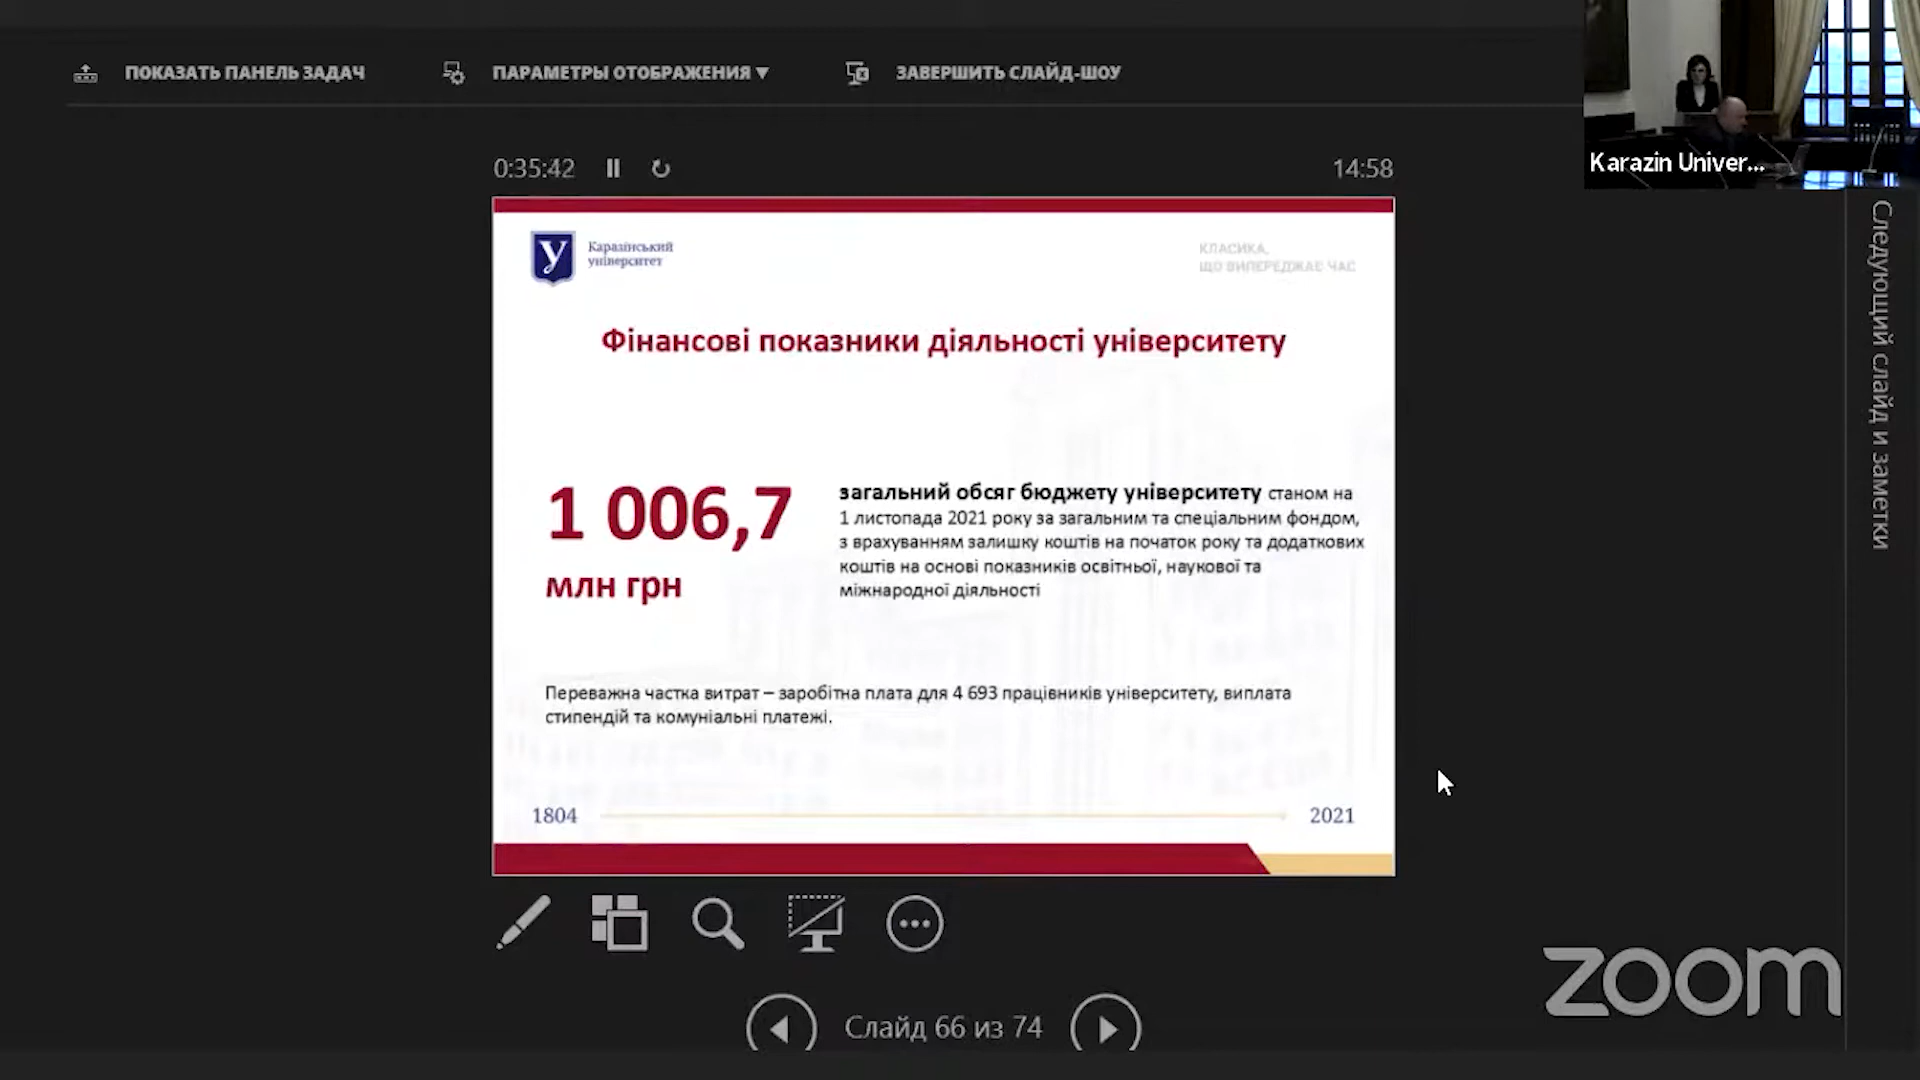 ПОКАЗАТЬ ПАНЕЛЬ ЗАДАЧ
ПАРАМЕТРЫ ОТОБРАЖЕНИЯ ▼
ЗАВЕРШИТЬ СЛАЙД-ШОУ
Karazin Univer...
0:35:42
14:58
Каразінський
університет
КЛАСИКА,
ЩО ВИПЕРЕДЖАЄ ЧАС
Фінансові показники діяльності університету
1 006,7
млн грн
загальний обсяг бюджету університету станом на
1 листопада 2021 року за загальним та спеціальним фондом,
з врахуванням залишку коштів на початок року та додаткових
коштів на основі показників освітньої, наукової та
міжнародної діяльності
Переважна частка витрат – заробітна плата для 4 693 працівників університету, виплата
стипендій та комунальні платежі.
1804
2021
Слайд 66 из 74
Следующий слайд и заметки
zoom